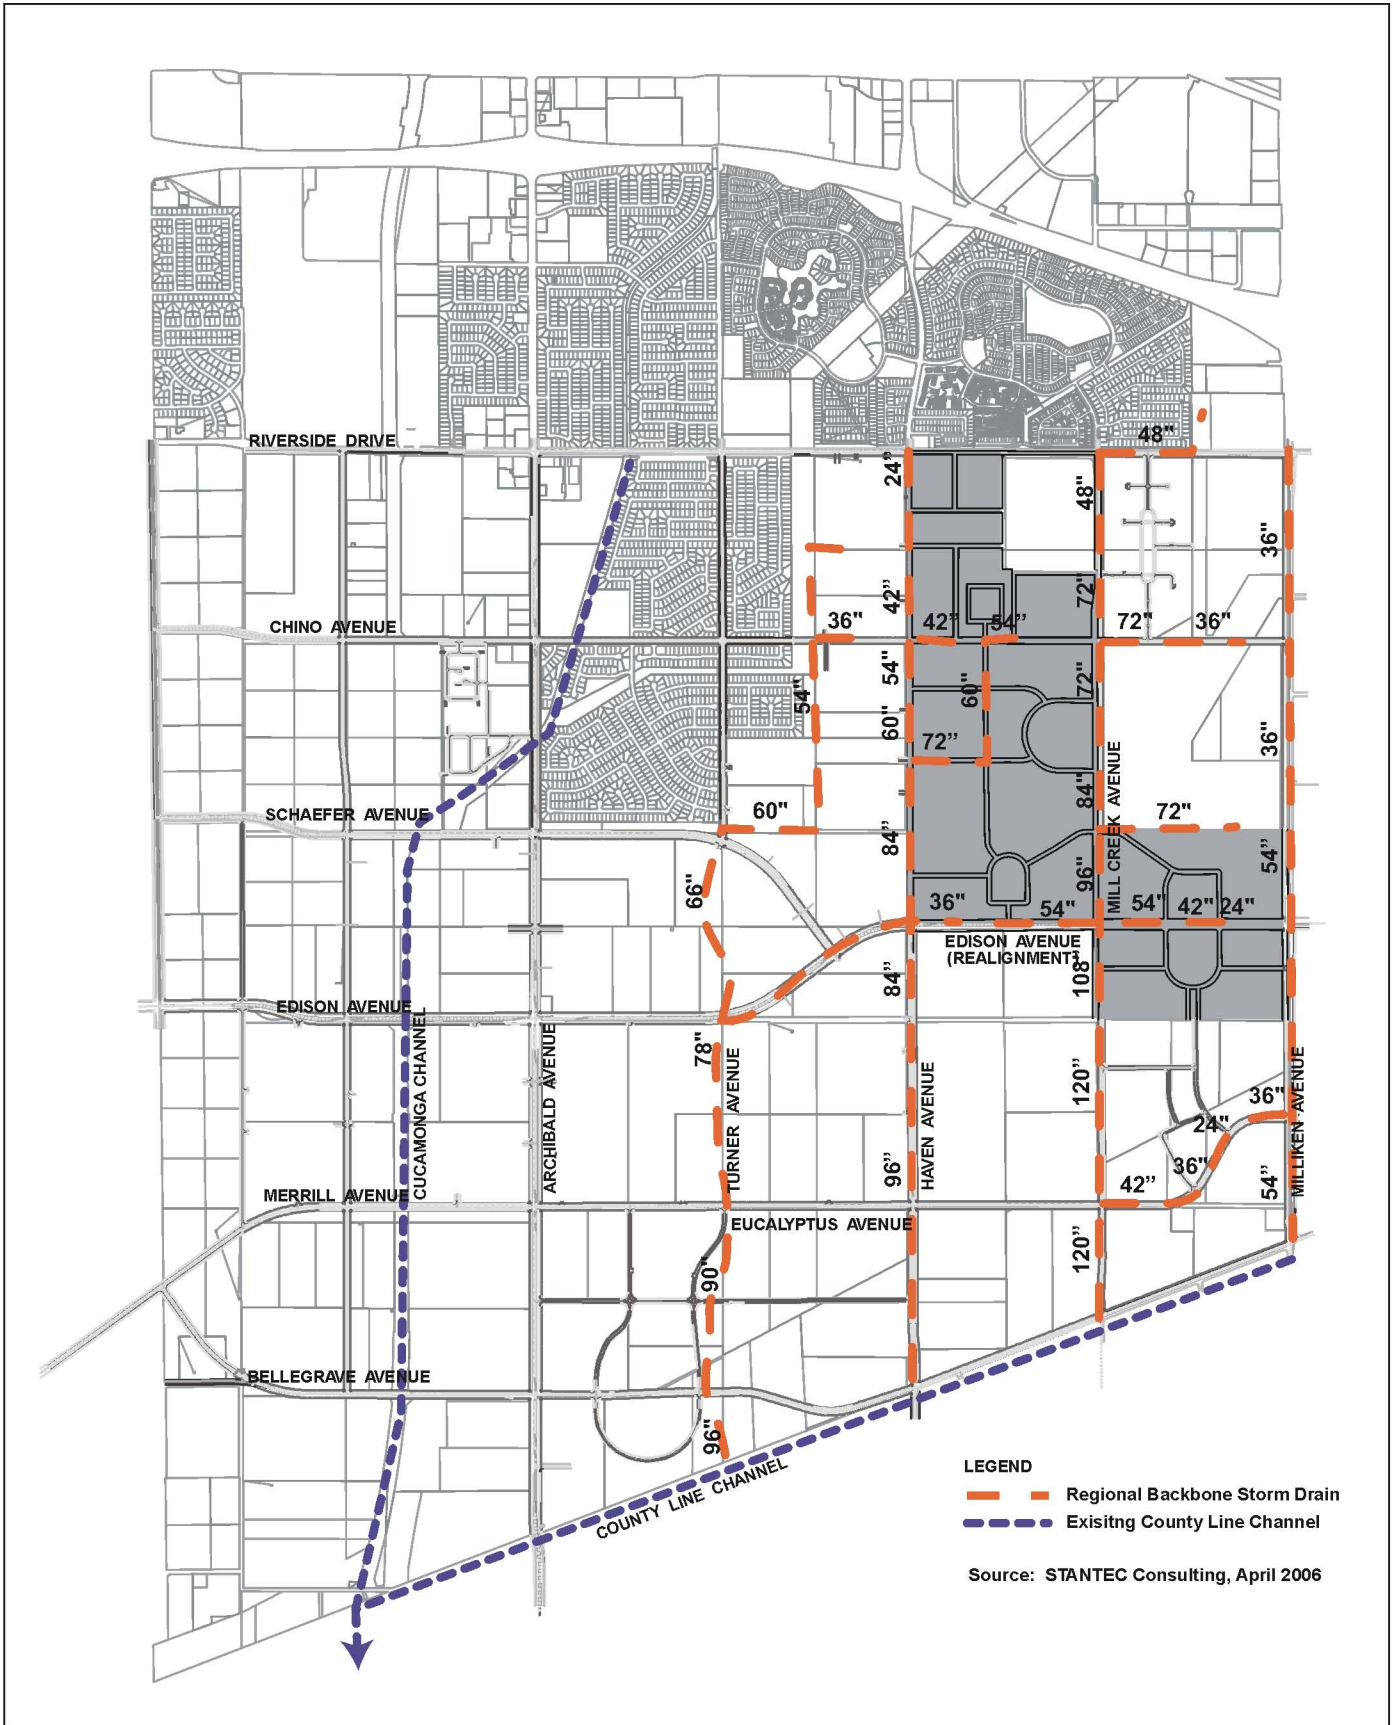 48"
RIVERSIDE DRIVE
24”
48"
36"
42”
72”
CHINO AVENUE
36"
42”
54”
72"
36"
54"
54"
60"
72"
60”
72”
36"
MILL CREEK AVENUE
84”
SCHAEFER AVENUE
60"
72"
84”
54”
96”
66"
36"
54"
54"
42"
24"
EDISON AVENUE
(REALIGNMENT)
84”
108
EDISON AVENUE
CUCAMONGA CHANNEL
ARCHIBALD AVENUE
78"
TURNER AVENUE
HAVEN AVENUE
120”
36"
24"
MILLIKEN AVENUE
96”
36"
42”
54”
MERRILL AVENUE
EUCALYPTUS AVENUE
120”
90"
BELLEGRAVE AVENUE
96"
COUNTY LINE CHANNEL
LEGEND
Regional Backbone Storm Drain
Exisitng County Line Channel
Source: STANTEC Consulting, April 2006